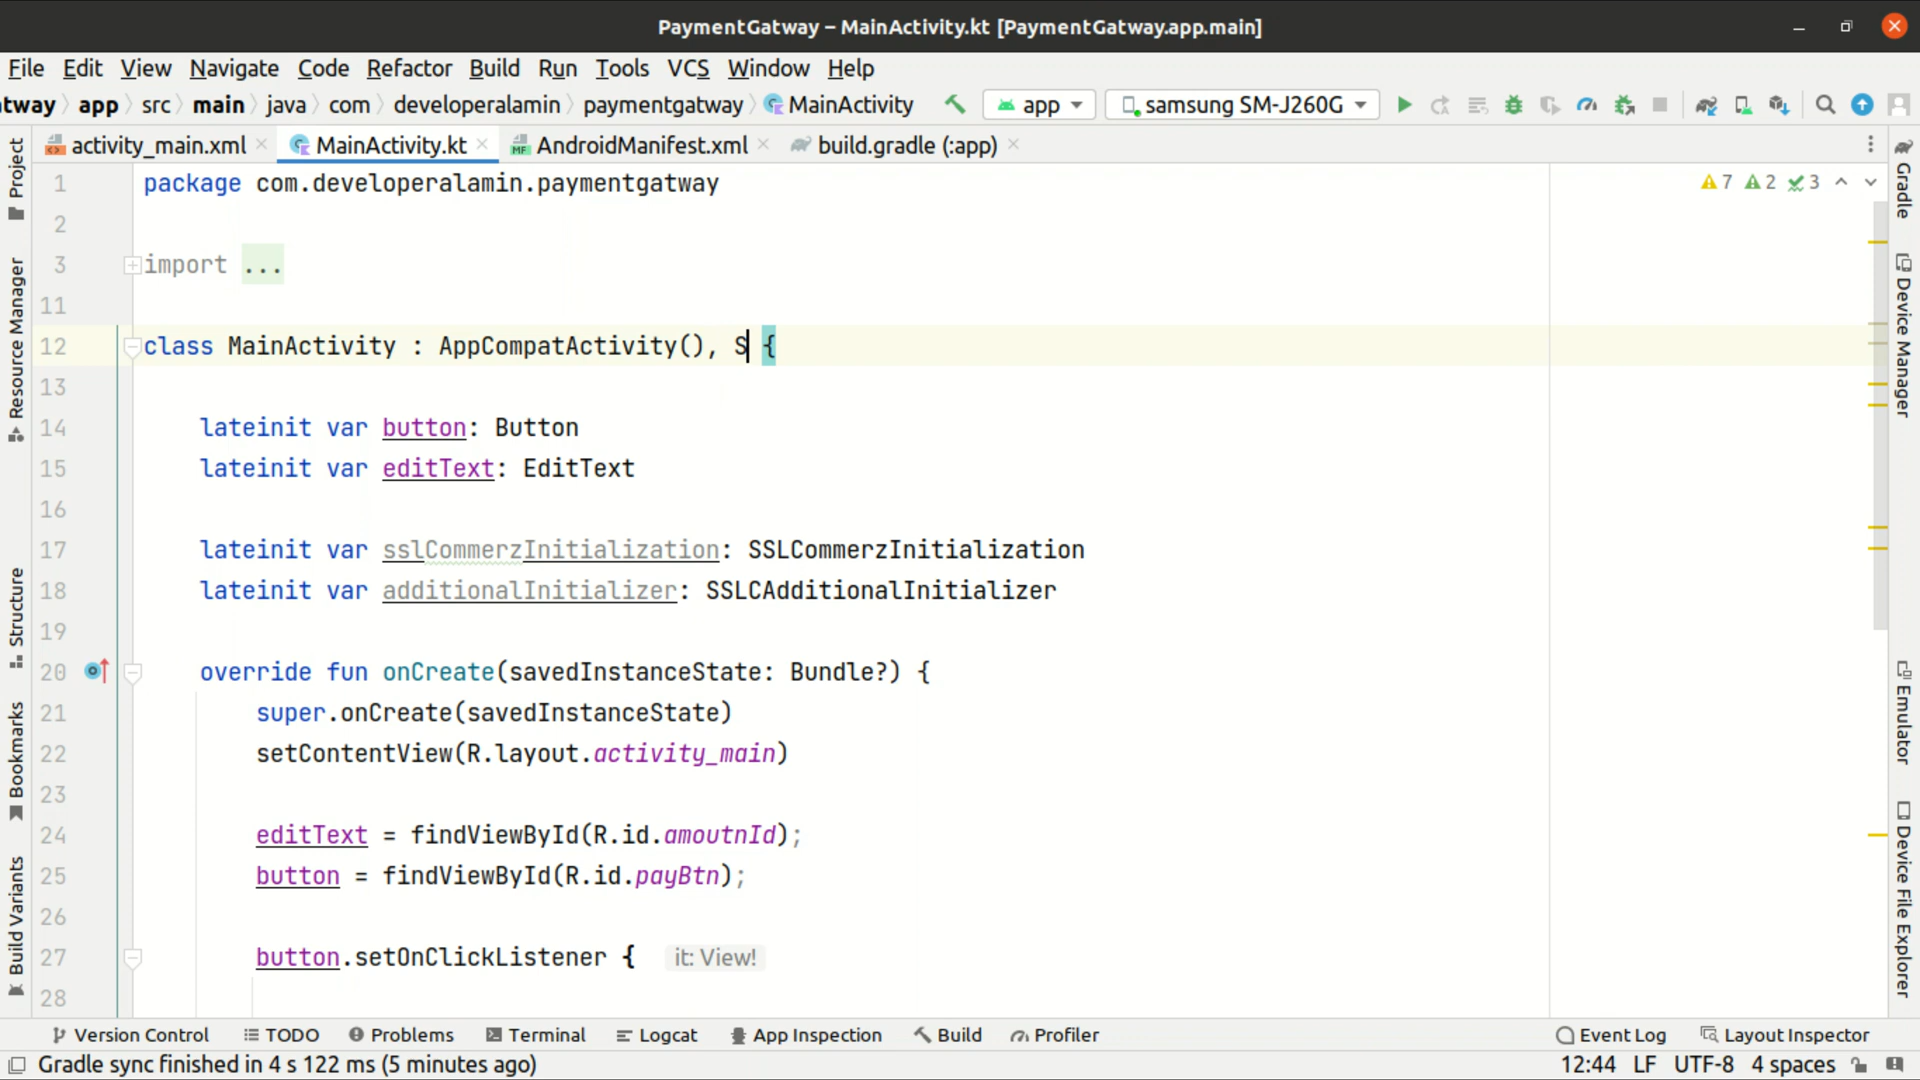 PaymentGatway – MainActivity.kt [PaymentGatway.app.main]
File Edit View Navigate Code Refactor Build Run Tools VCS Window Help
tway app src main java com developeralamin paymentgatway MainActivity app samsung SM-J260G
activity_main.xml MainActivity.kt AndroidManifest.xml build.gradle (:app)
1 package com.developeralamin.paymentgatway 7 2 3
2
3 import ...
11
12 class MainActivity : AppCompatActivity(), S {
13
14 lateinit var button: Button
15 lateinit var editText: EditText
16
17 lateinit var sslCommerzInitialization: SSLCommerzInitialization
18 lateinit var additionalInitializer: SSLCAdditionalInitializer
19
20 override fun onCreate(savedInstanceState: Bundle?) {
21 super.onCreate(savedInstanceState)
22 setContentView(R.layout.activity_main)
23
24 editText = findViewById(R.id.amoutnId);
25 button = findViewById(R.id.payBtn);
26
27 button.setOnClickListener { it: View!
28
Project
Resource Manager
Structure
Bookmarks
Build Variants
Gradle
Device Manager
Emulator
Device File Explorer
Version Control TODO Problems Terminal Logcat App Inspection Build Profiler Event Log Layout Inspector
Gradle sync finished in 4 s 122 ms (5 minutes ago) 12:44 LF UTF-8 4 spaces